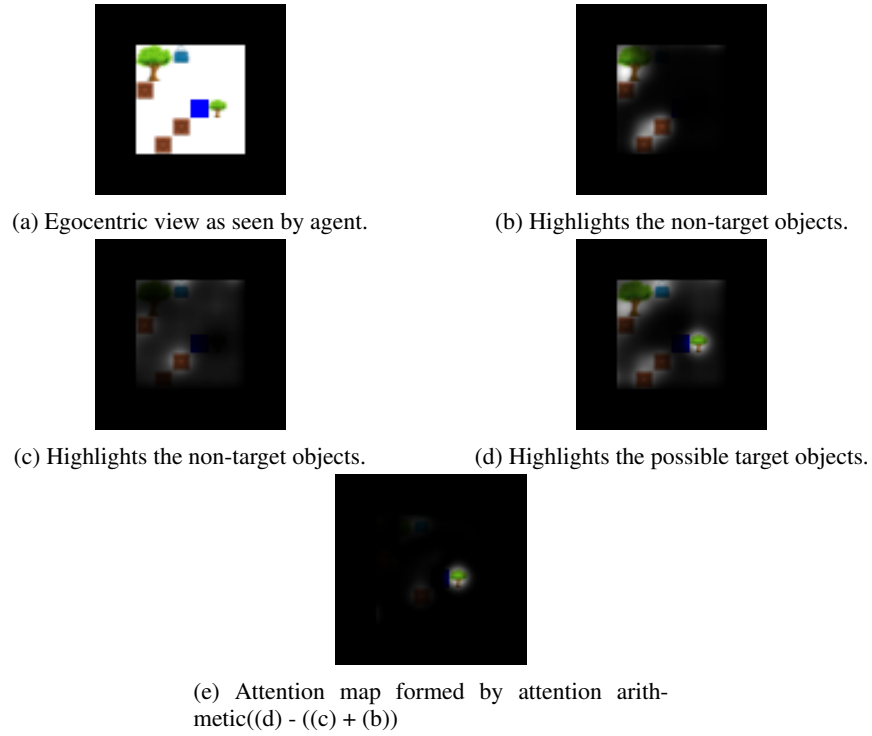 (a) Egocentric view as seen by agent.
(b) Highlights the non-target objects.
(c) Highlights the non-target objects.
(d) Highlights the possible target objects.
(e) Attention map formed by attention arith-
metic((d) - ((c) + (b))